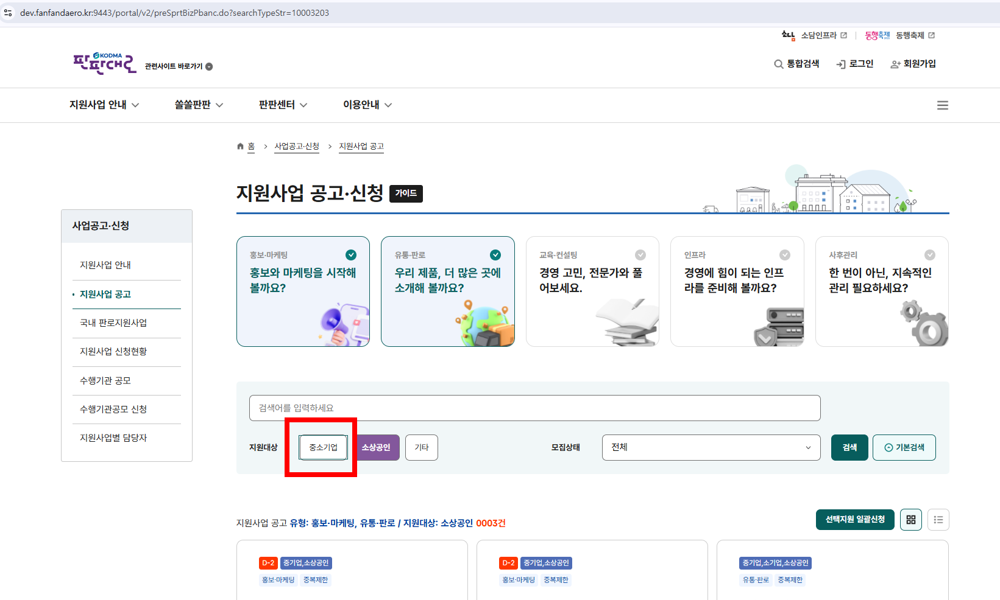 dev.fanfandaero.kr:9443/portal/v2/preSprtBizPbanc.do?searchTypeStr=10003203
소담 소담인프라 동행축제 동행축제
KODMA
판판대로 관련사이트 바로가기
통합검색 로그인 회원가입
지원사업 안내 쏠쏠판판 판판센터 이용안내
홈 > 사업공고·신청 > 지원사업 공고
지원사업 공고·신청 가이드
사업공고·신청
지원사업 안내
지원사업 공고
국내 판로지원사업
지원사업 신청현황
수행기관 공모
수행기관공모 신청
지원사업별 담당자
홍보·마케팅
홍보와 마케팅을 시작해
볼까요?
유통·판로
우리 제품, 더 많은 곳에
소개해 볼까요?
교육·컨설팅
경영 고민, 전문가와 풀
어보세요.
인프라
경영에 힘이 되는 인프
라를 준비해 볼까요?
사후관리
한 번이 아닌, 지속적인
관리 필요하세요?
검색어를 입력하세요
지원대상 중소기업 소상공인 기타 모집상태 전체 검색 기본검색
지원사업 공고 유형: 홍보·마케팅, 유통·판로 / 지원대상: 소상공인 0003건 선택지원 일괄신청
D-2 중기업,소상공인
홍보·마케팅 중복제한
D-2 중기업,소상공인
홍보·마케팅 중복제한
중기업,소기업,소상공인
유통·판로 중복제한